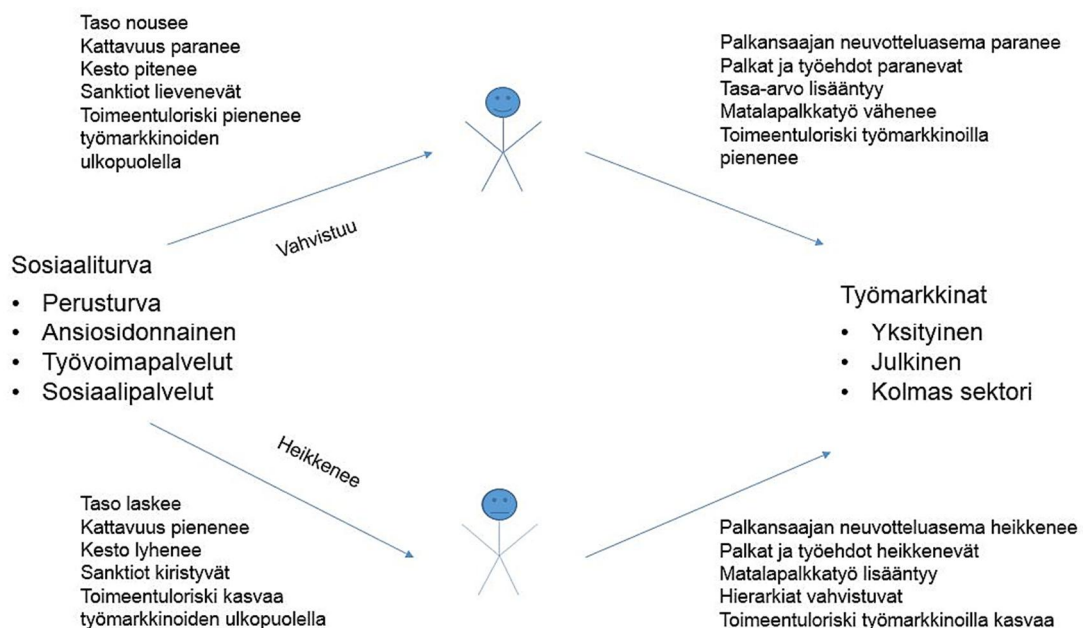 Taso nousee
Kattavuus paranee
Kesto pitenee
Sanktiot lievenevät
Toimeentuloriski pienenee
työmarkkinoiden
ulkopuolella
Palkansaajan neuvotteluasema paranee
Palkat ja työehdot paranevat
Tasa-arvo lisääntyy
Matalapalkkatyö vähenee
Toimeentuloriski työmarkkinoilla
pienenee
Vahvistuu
Sosiaaliturva
• Perusturva
• Ansiosidonnainen
• Työvoimapalvelut
• Sosiaalipalvelut
Työmarkkinat
• Yksityinen
• Julkinen
• Kolmas sektori
Heikkenee
Taso laskee
Kattavuus pienenee
Kesto lyhenee
Sanktiot kiristyvät
Toimeentuloriski kasvaa
työmarkkinoiden ulkopuolella
Palkansaajan neuvotteluasema heikkenee
Palkat ja työehdot heikkenevät
Matalapalkkatyö lisääntyy
Hierarkiat vahvistuvat
Toimeentuloriski työmarkkinoilla kasvaa